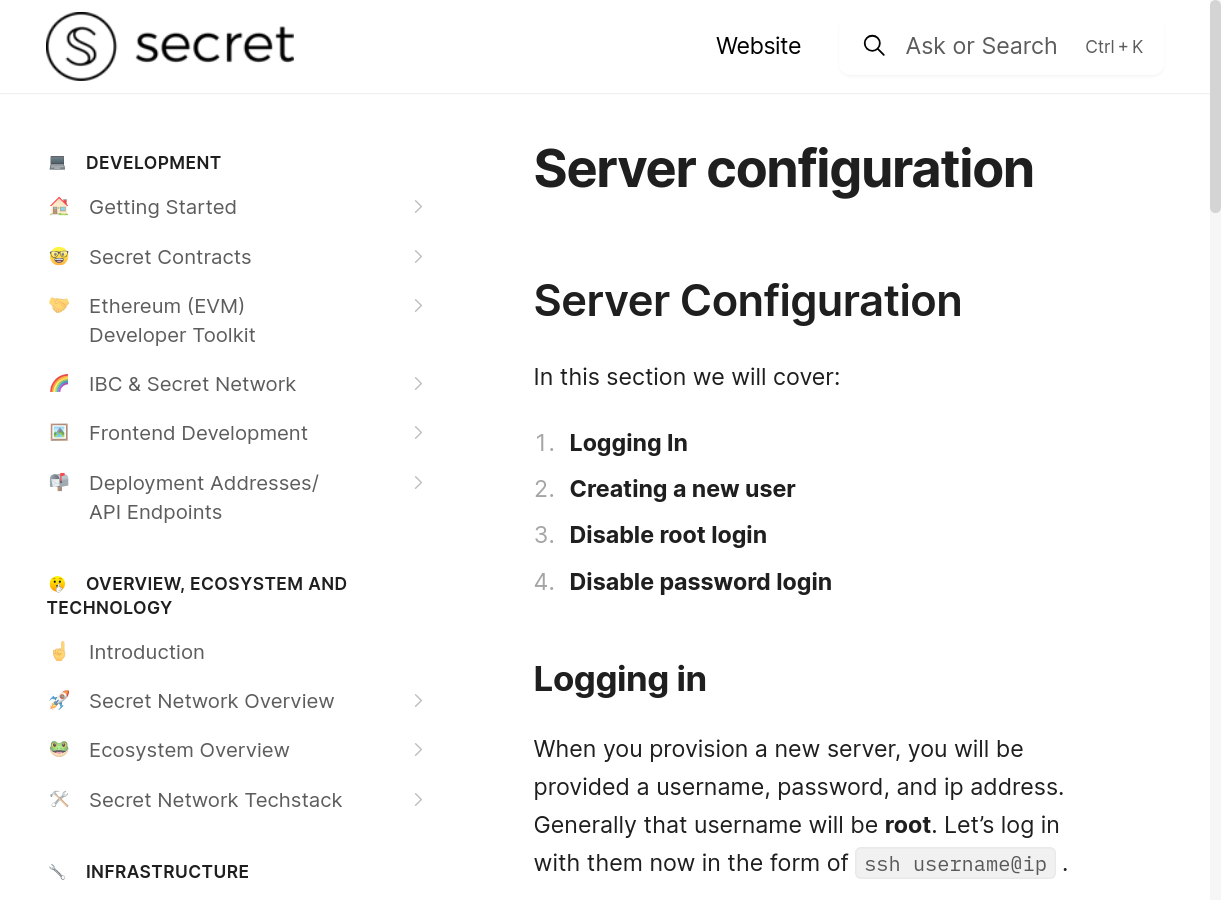 secret
Website
Ask or Search Ctrl + K
DEVELOPMENT
Getting Started
Secret Contracts
Ethereum (EVM)
Developer Toolkit
IBC & Secret Network
Frontend Development
Deployment Addresses/
API Endpoints
OVERVIEW, ECOSYSTEM AND
TECHNOLOGY
Introduction
Secret Network Overview
Ecosystem Overview
Secret Network Techstack
INFRASTRUCTURE
Server configuration
Server Configuration
In this section we will cover:
1. Logging In
2. Creating a new user
3. Disable root login
4. Disable password login
Logging in
When you provision a new server, you will be
provided a username, password, and ip address.
Generally that username will be root. Let’s log in
with them now in the form of ssh username@ip .